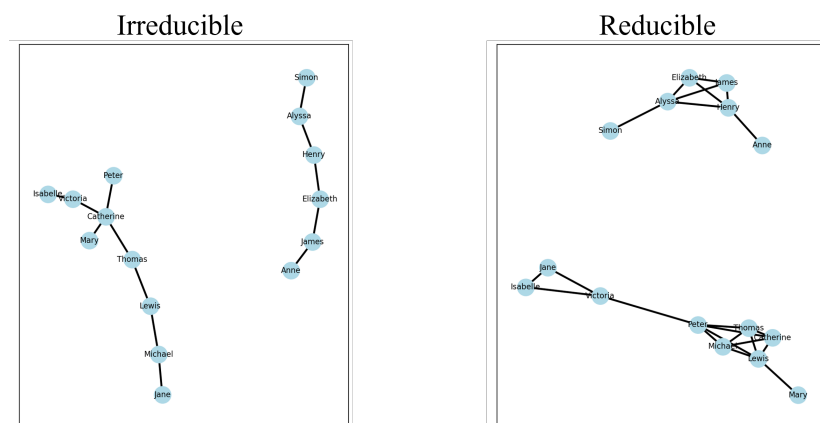 Irreducible
Simon
Alyssa
Henry
Peter
Isabelle
Victoria
Elizabeth
Catherine
Mary
James
Thomas
Anne
Lewis
Michael
Jane
Reducible
Elizabeth
James
Alyssa
Henry
Simon
Anne
Jane
Isabelle
Victoria
Peter
Thomas
Catherine
Michael
Lewis
Mary